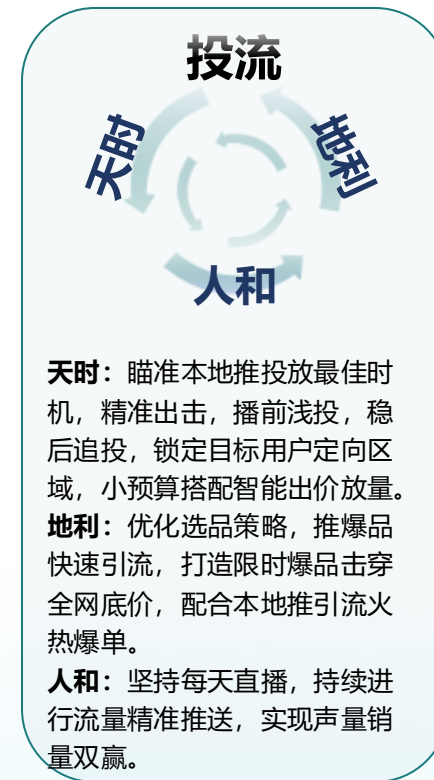 投流
天时
地利
人和
天时：瞄准本地推投放最佳时
机，精准出击，播前浅投，稳
后追投，锁定目标用户定向区
域，小预算搭配智能出价放量。
地利：优化选品策略，推爆品
快速引流，打造限时爆品击穿
全网底价，配合本地推引流火
热爆单。
人和：坚持每天直播，持续进
行流量精准推送，实现声量销
量双赢。